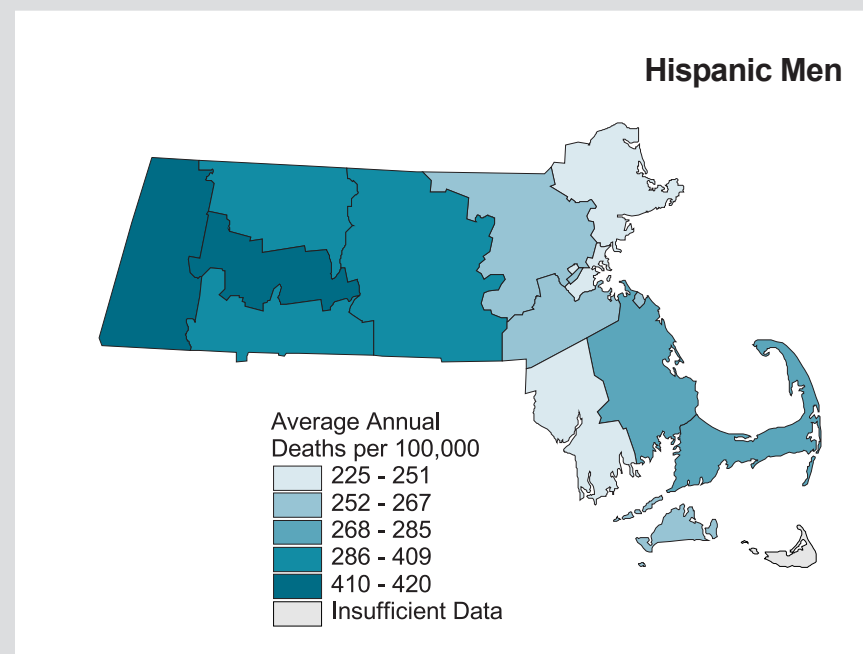 Hispanic Men
Average Annual
Deaths per 100,000
225 - 251
252 - 267
268 - 285
286 - 409
410 - 420
Insufficient Data